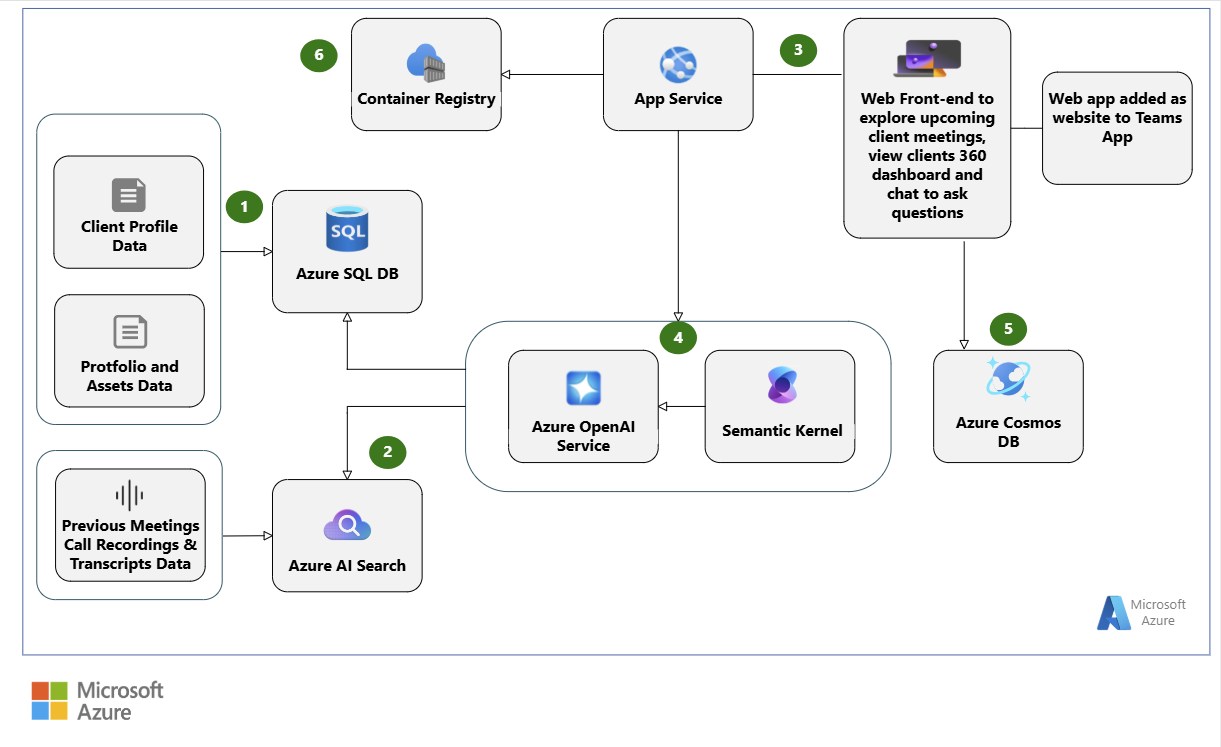 6
Container Registry
App Service
3
Web Front-end to
explore upcoming
client meetings,
view clients 360
dashboard and
chat to ask
questions
Web app added as
website to Teams
App
Client Profile
Data
1
SQL
Azure SQL DB
Protfolio and
Assets Data
4
Azure OpenAI
Service
Semantic Kernel
5
Azure Cosmos
DB
2
Previous Meetings
Call Recordings &
Transcripts Data
Azure AI Search
Microsoft
Azure
Microsoft
Azure